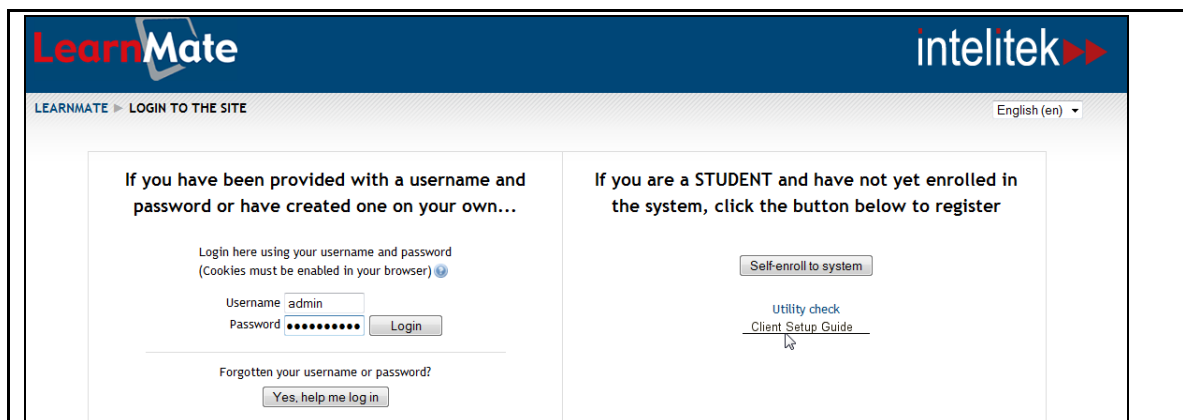 LearnMate
intelitek
LEARNMATE ► LOGIN TO THE SITE
English (en)
If you have been provided with a username and
password or have created one on your own...
Login here using your username and password
(Cookies must be enabled in your browser)
Username admin
Password ●●●●●●●●●● Login
Forgotten your username or password?
Yes, help me log in
If you are a STUDENT and have not yet enrolled in
the system, click the button below to register
Self-enroll to system
Utility check
Client Setup Guide